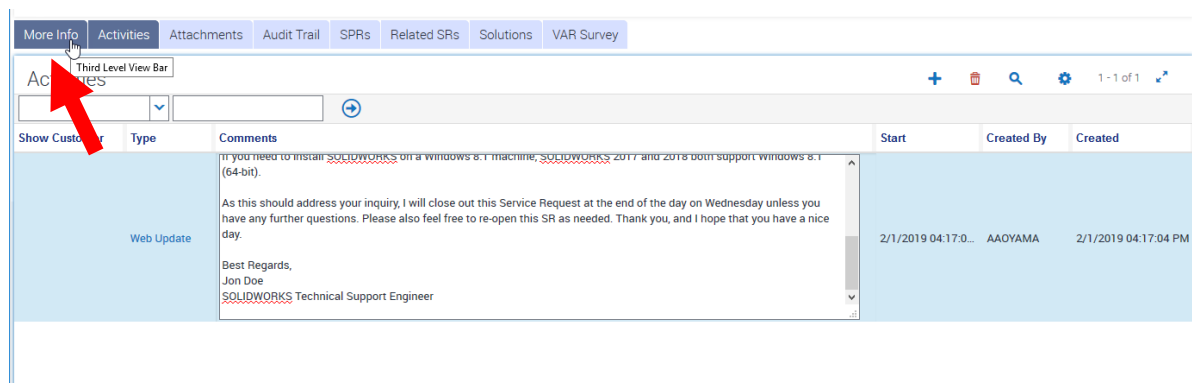 More Info Activities Attachments Audit Trail SPRs Related SRs Solutions VAR Survey
Third Level View Bar
Activities
1 - 1 of 1
Show Customer Type Comments Start Created By Created
If you need to install SOLIDWORKS on a Windows 8.1 machine, SOLIDWORKS 2017 and 2018 both support Windows 8.1
(64-bit).
As this should address your inquiry, I will close out this Service Request at the end of the day on Wednesday unless you
have any further questions. Please also feel free to re-open this SR as needed. Thank you, and I hope that you have a nice
day.
Web Update
2/1/2019 04:17:0... AAOYAMA 2/1/2019 04:17:04 PM
Best Regards,
Jon Doe
SOLIDWORKS Technical Support Engineer